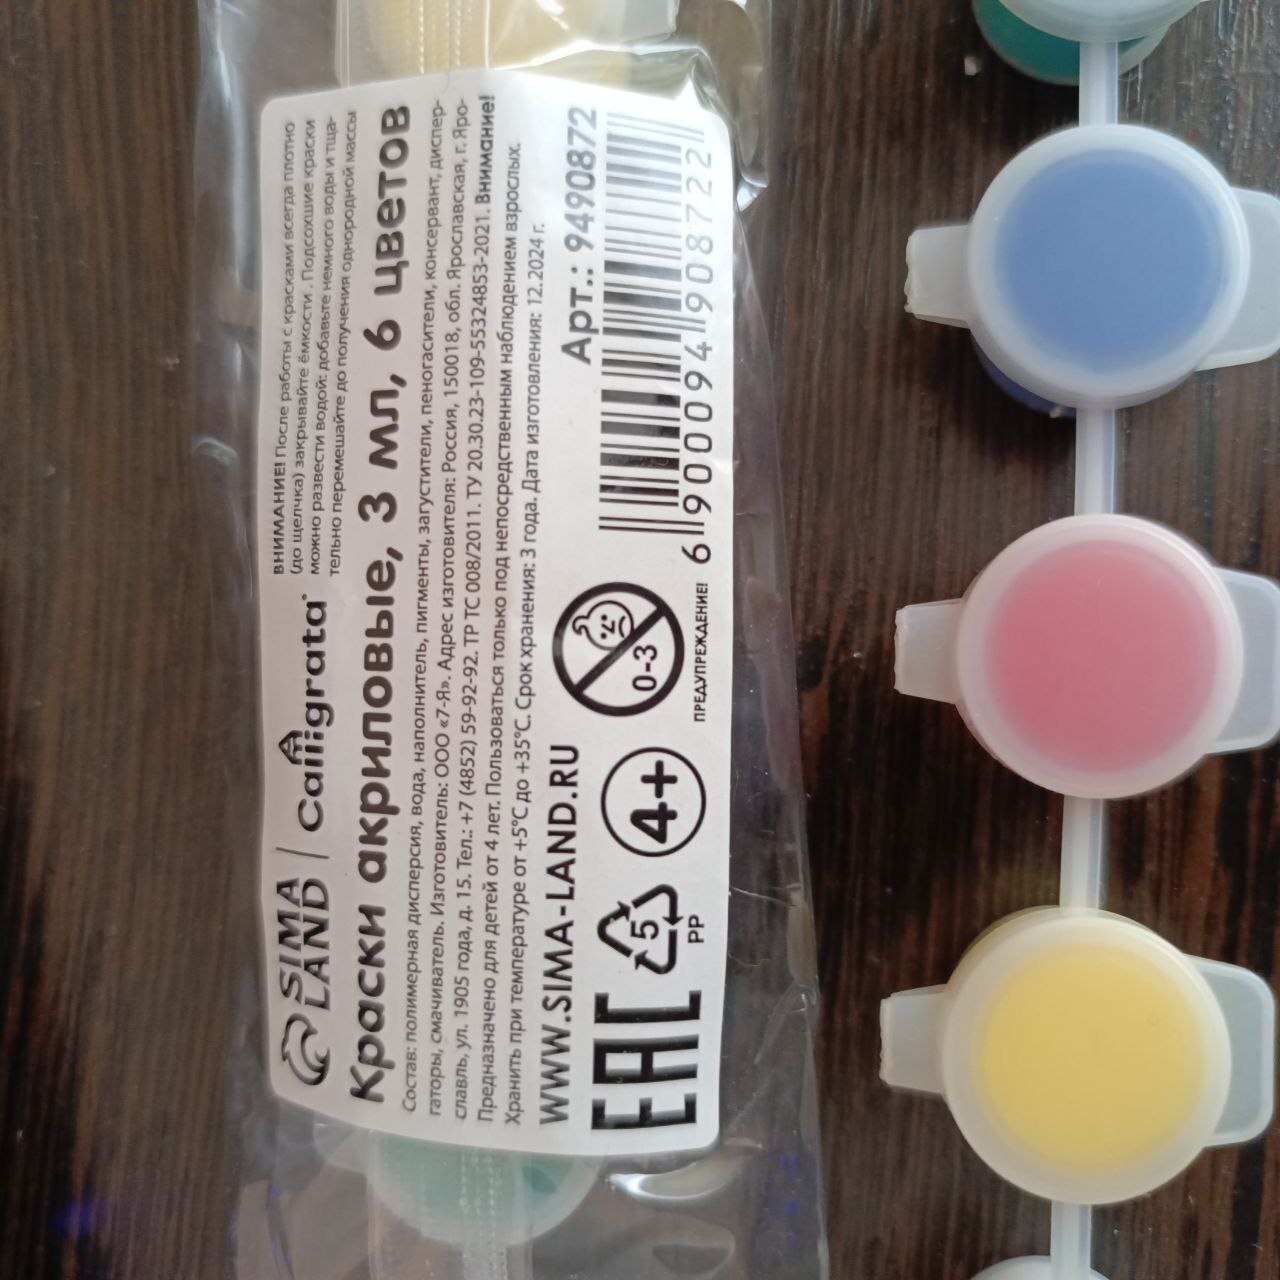 SIMA LAND | Calligrata
ВНИМАНИЕ! После работы с красками всегда плотно
(до щелчка) закрывайте ёмкости . Подсохшие краски
можно развести водой: добавьте немного воды и тща-
тельно перемешайте до получения однородной массы
Краски акриловые, 3 мл, 6 цветов
Состав: полимерная дисперсия, вода, наполнитель, пигменты, загустители, пеногасители, консервант, диспер-
гаторы, смачиватель. Изготовитель: ООО «7-Я». Адрес изготовителя: Россия, 150018, обл. Ярославская, г. Яро-
славль, ул. 1905 года, д. 15. Тел.: +7 (4852) 59-92-92. ТР ТС 008/2011. ТУ 20.30.23-109-55324853-2021. Внимание!
Предназначено для детей от 4 лет. Пользоваться только под непосредственным наблюдением взрослых.
Хранить при температуре от +5°C до +35°C. Срок хранения: 3 года. Дата изготовления: 12.2024 г.
WWW.SIMA-LAND.RU
Арт.: 9490872
EAC
5
PP
4+
0-3
ПРЕДУПРЕЖДЕНИЕ!
6 900094 908722